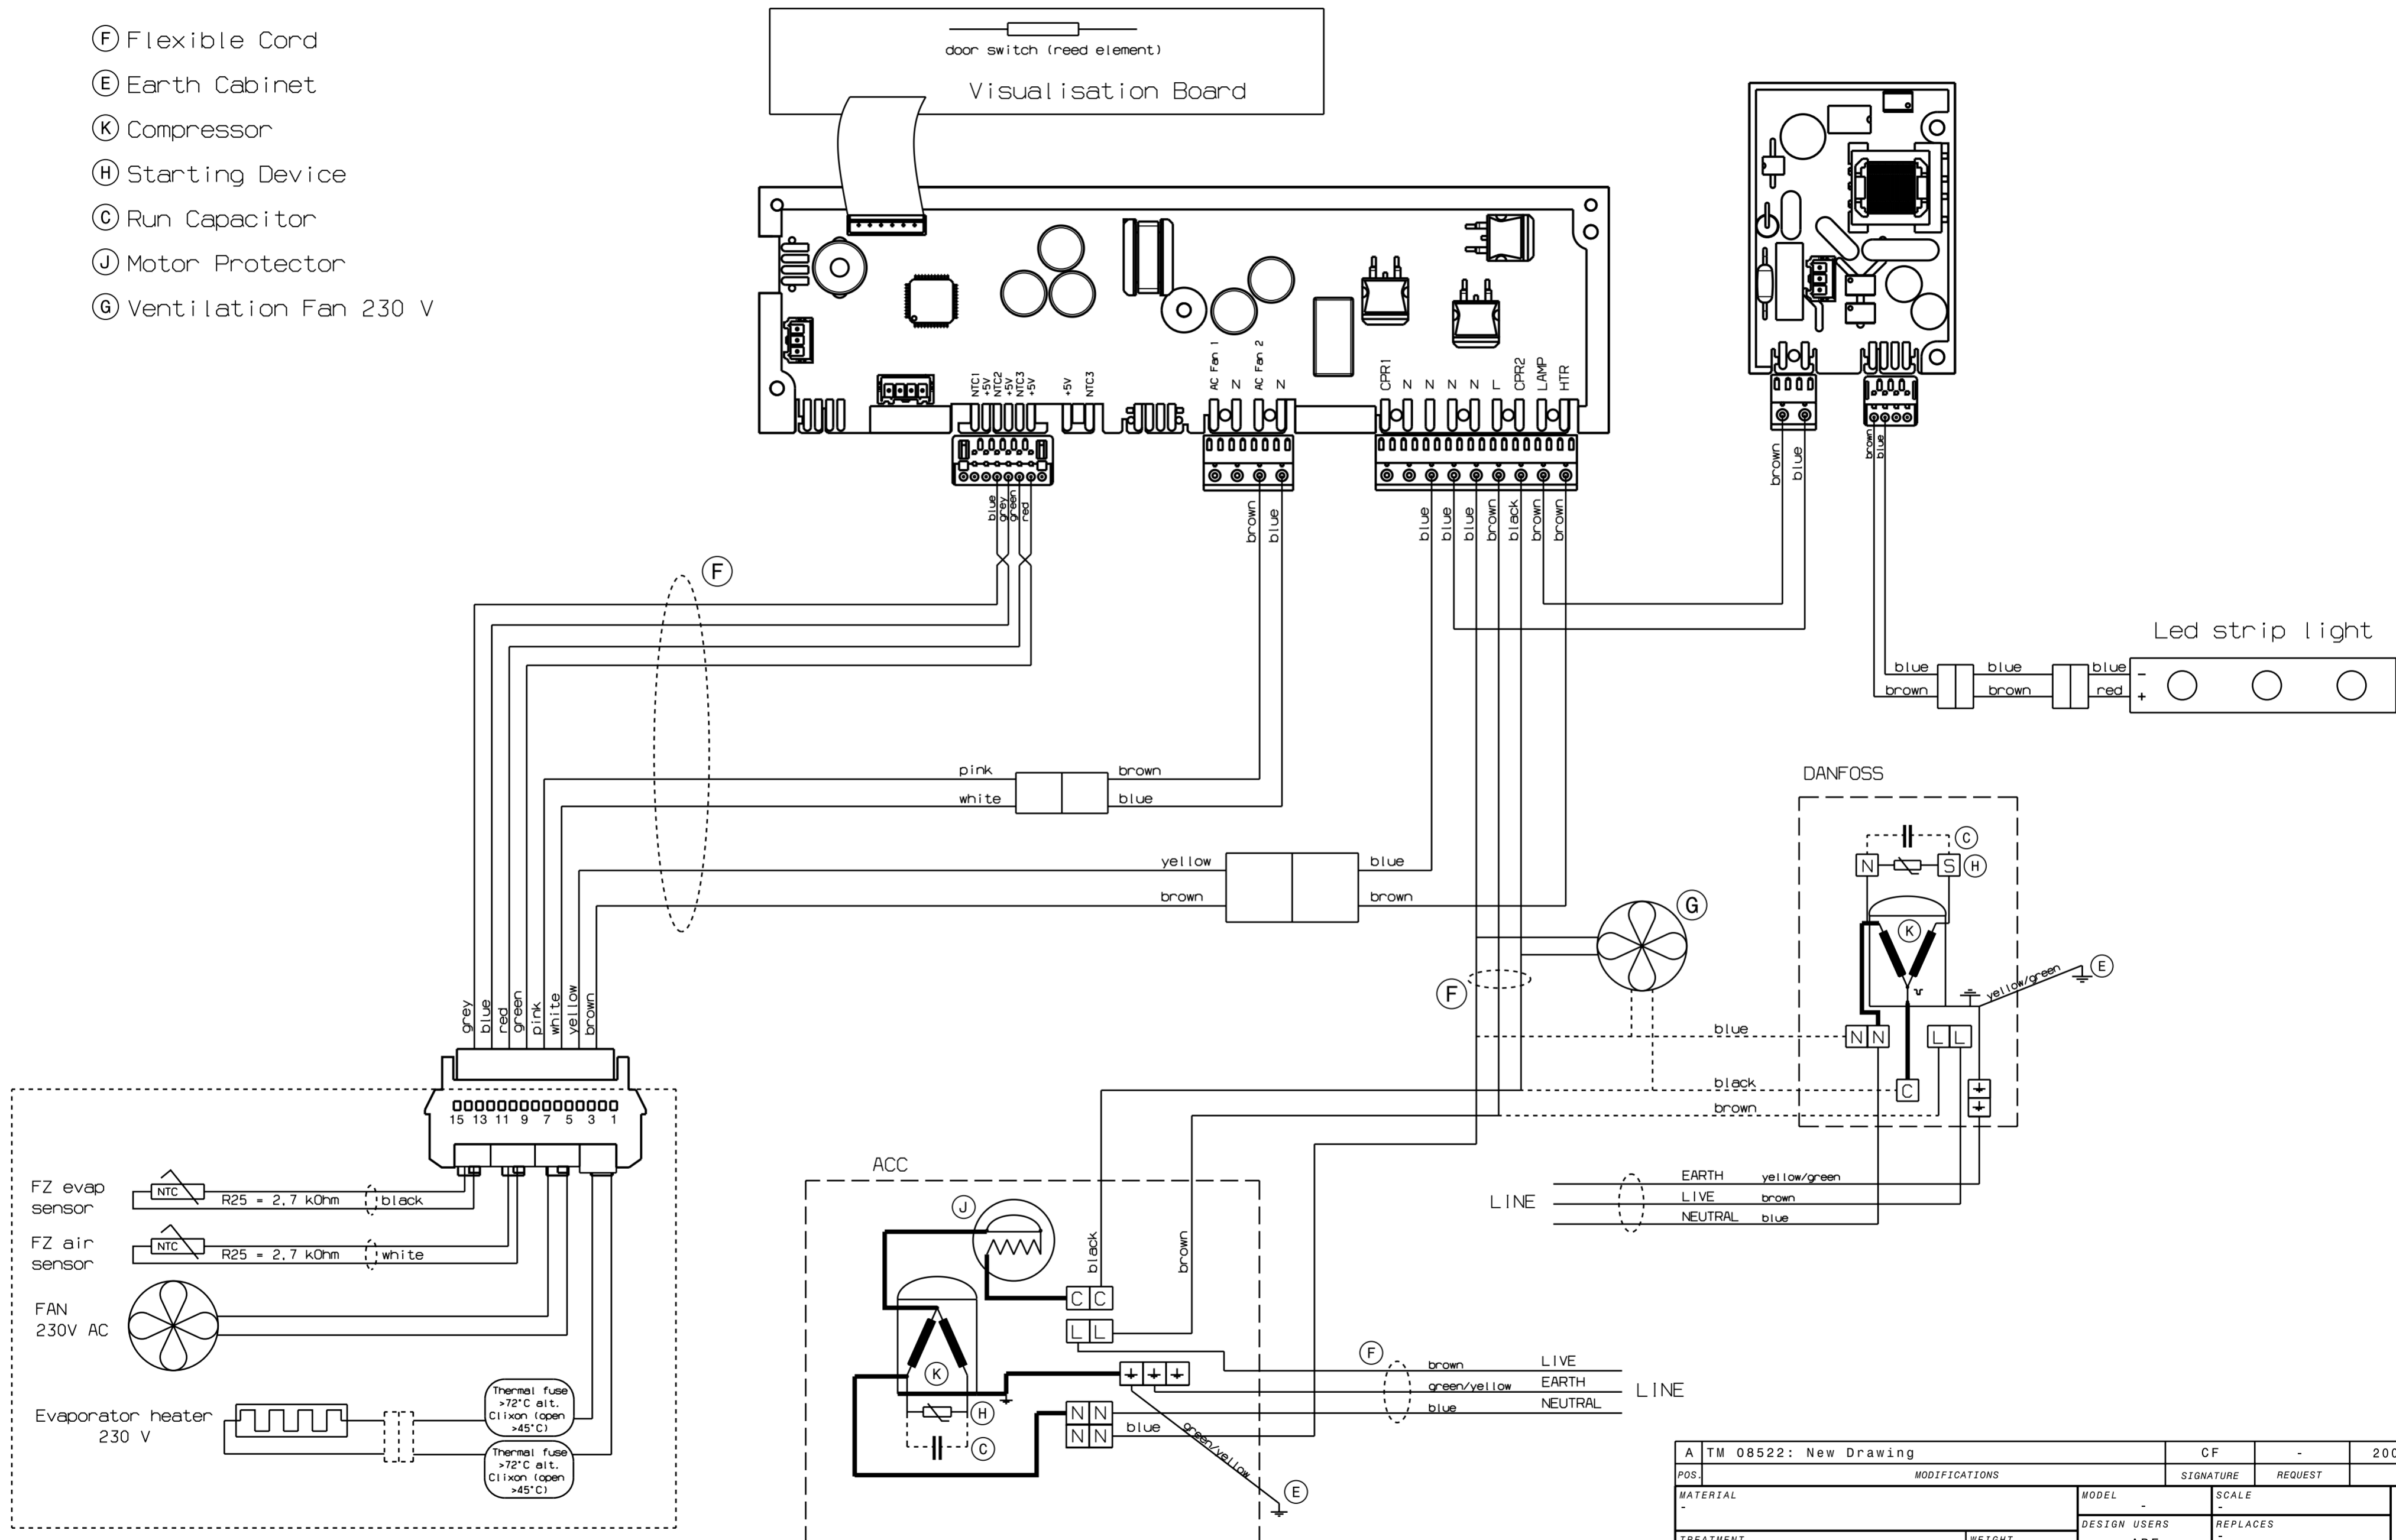 F Flexible Cord
E Earth Cabinet
K Compressor
H Starting Device
C Run Capacitor
J Motor Protector
G Ventilation Fan 230 V
door switch (reed element)
Visualisation Board
NTC1
+5V
NTC2
+5V
NTC3
+5V
+5V
NTC3
AC Fan 1
N
AC Fan 2
N
CPR1
N
N
N
N
L
CPR2
LAMP
HTR
blue
grey
green
red
brown
blue
blue
blue
blue
brown
black
brown
brown
brown
blue
brown
blue
F
Led strip light
blue
blue
blue
-
brown
brown
red
+
pink
brown
white
blue
yellow
blue
brown
brown
DANFOSS
C
N
S
H
K
G
F
yellow/green
E
blue
N N
L L
black
C
brown
grey
blue
red
green
pink
white
yellow
brown
15 13 11 9 7 5 3 1
FZ evap
sensor
NTC
R25 = 2,7 kOhm
black
FZ air
sensor
NTC
R25 = 2,7 kOhm
white
FAN
230V AC
Evaporator heater
230 V
Thermal fuse
>72°C alt.
Clixon (open
>45°C)
Thermal fuse
>72°C alt.
Clixon (open
>45°C)
ACC
J
black
brown
C C
L L
K
H
C
N N
N N
blue
green/yellow
E
F
brown
LIVE
green/yellow
EARTH
LINE
blue
NEUTRAL
EARTH
yellow/green
LINE
LIVE
brown
NEUTRAL
blue
A TM 08522: New Drawing CF - 200
POS. MODIFICATIONS SIGNATURE REQUEST
MATERIAL
-
MODEL
-
SCALE
-
DESIGN USERS
REPLACES
-